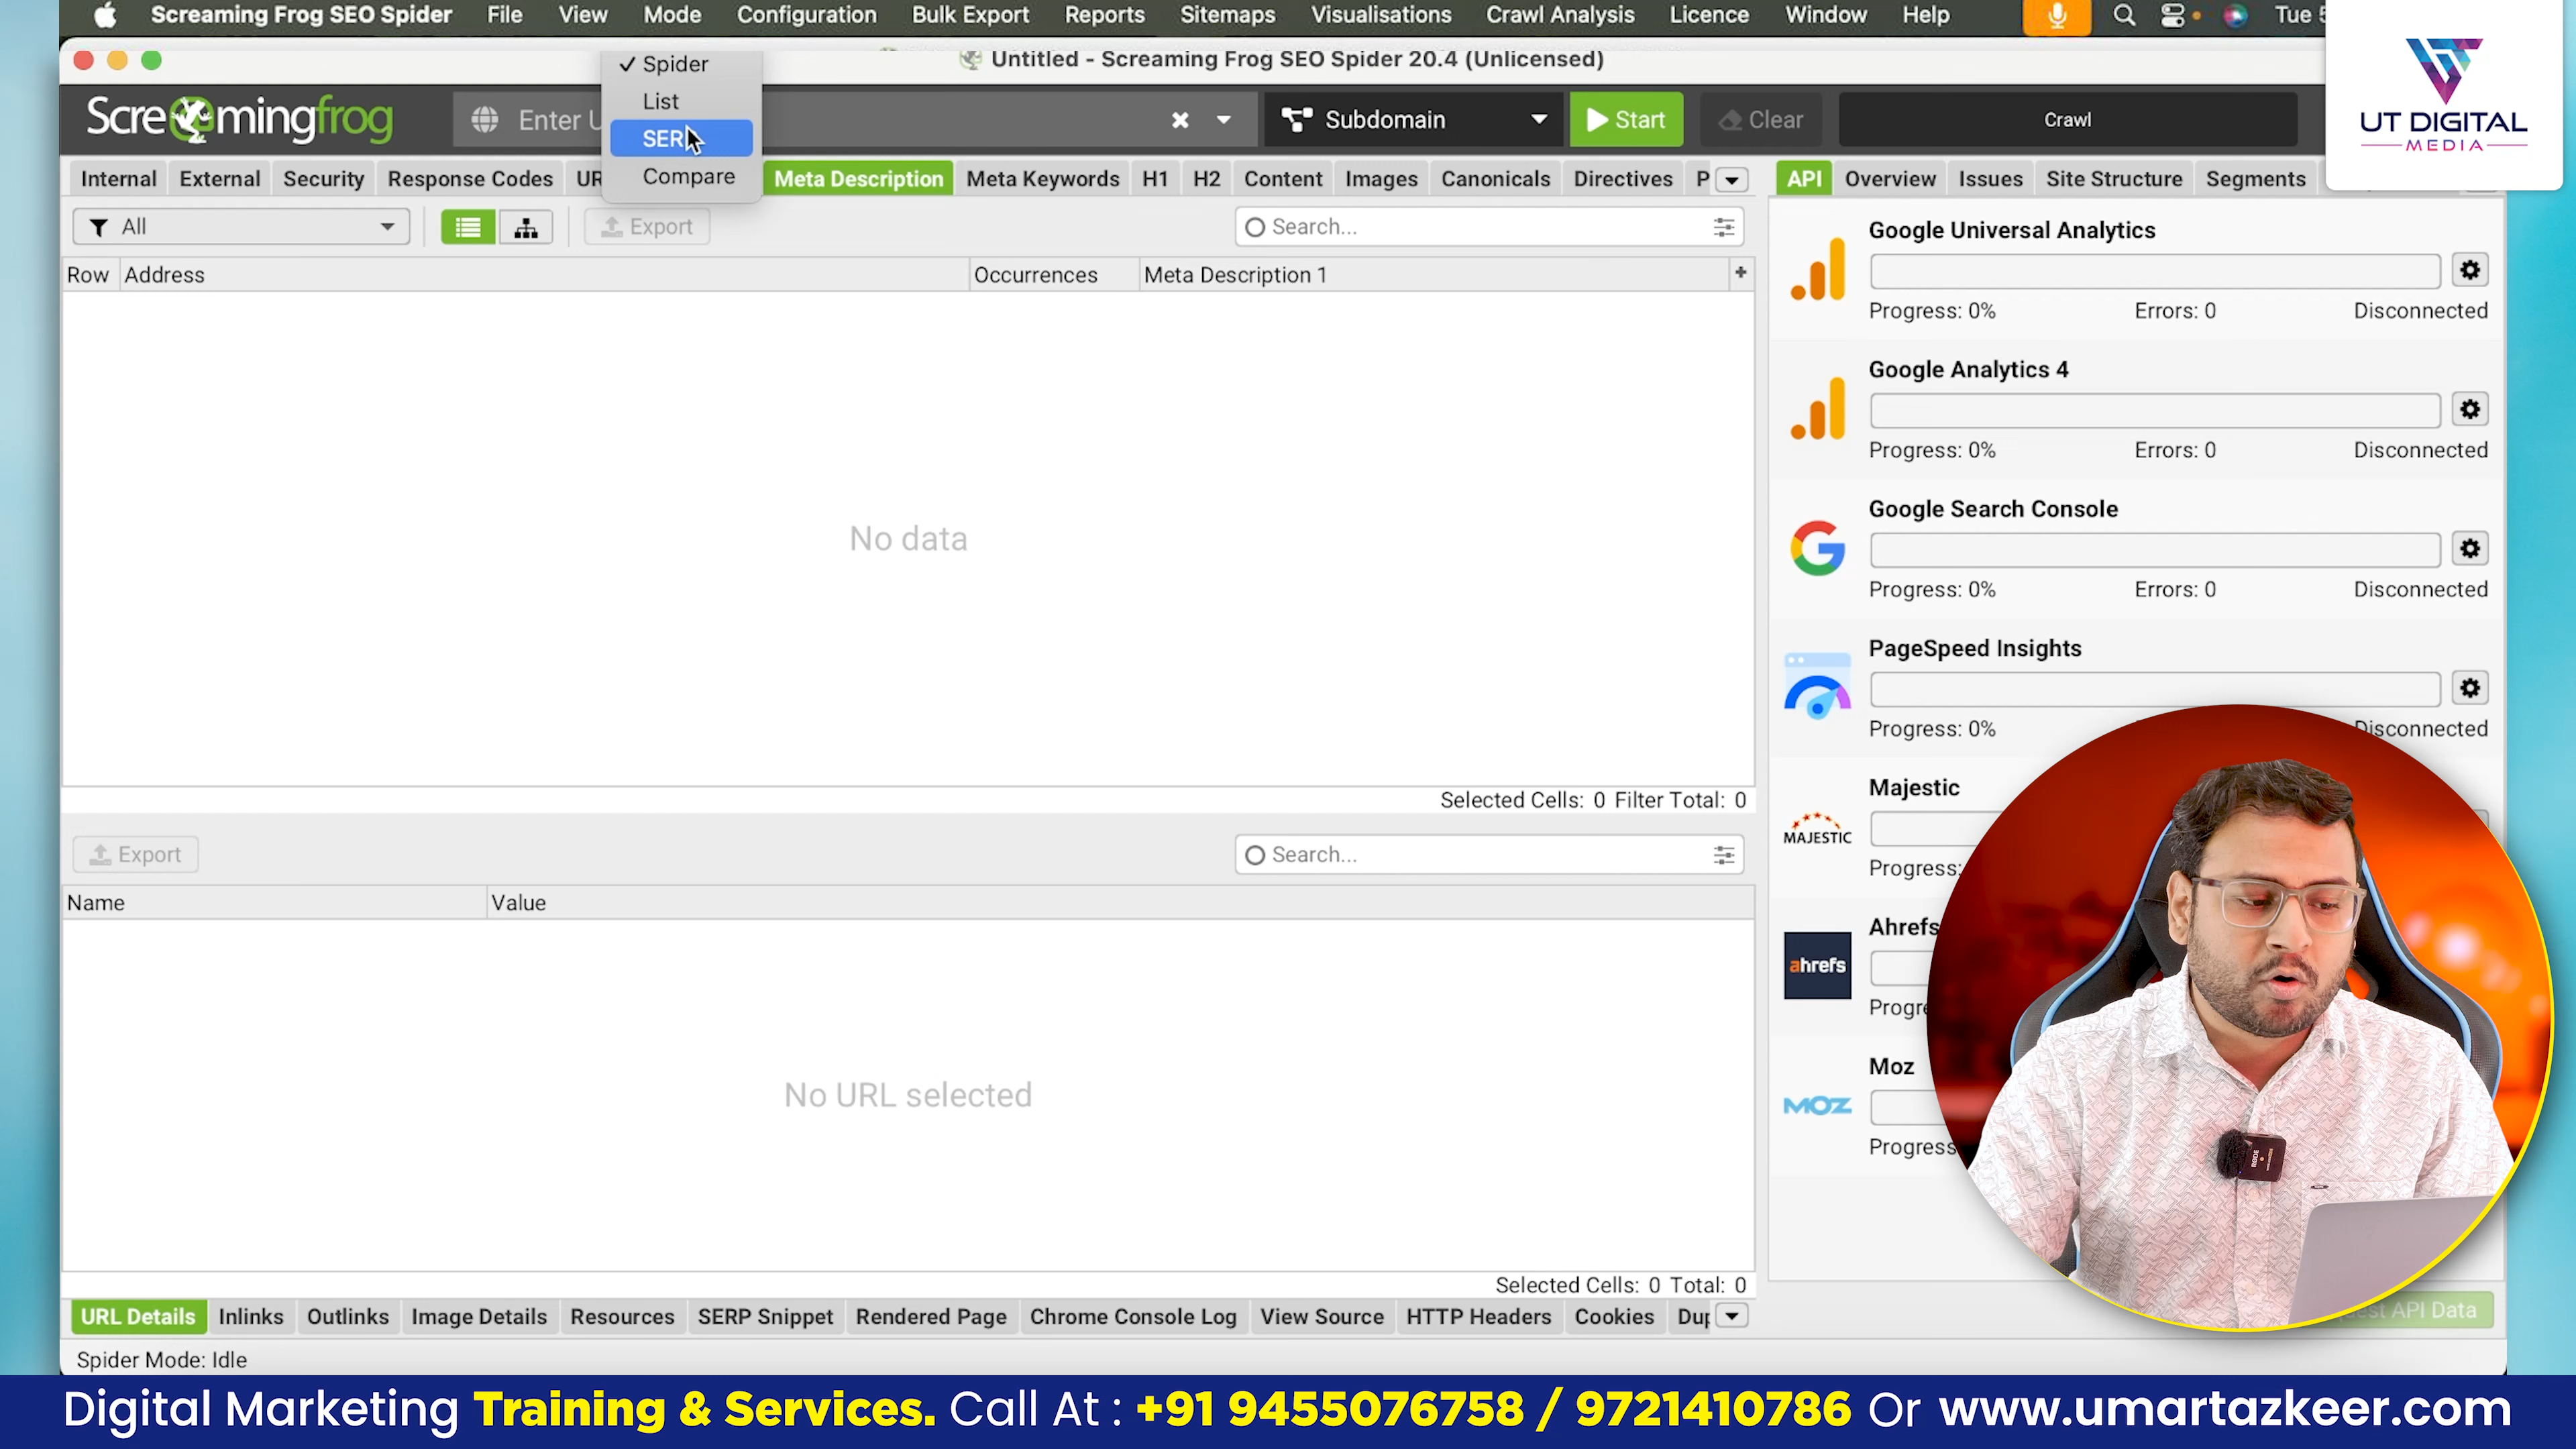 Screaming Frog SEO Spider File View Mode Configuration Bulk Export Reports Sitemaps Visualisations Crawl Analysis Licence Window Help Tue
Untitled - Screaming Frog SEO Spider 20.4 (Unlicensed)
Spider
List
Compare
UT DIGITAL
MEDIA
Screamingfrog Enter Subdomain Start Clear Crawl
Internal External Security Response Codes Meta Description Meta Keywords H1 H2 Content Images Canonicals Directives
API Overview Issues Site Structure Segments
All Export Search...
Row Address Occurrences Meta Description 1
No data
Selected Cells: 0 Filter Total: 0
Export Search...
Name Value
No URL selected
Selected Cells: 0 Total: 0
URL Details Inlinks Outlinks Image Details Resources SERP Snippet Rendered Page Chrome Console Log View Source HTTP Headers Cookies
Spider Mode: Idle
Google Universal Analytics
Progress: 0% Errors: 0 Disconnected
Google Analytics 4
Progress: 0% Errors: 0 Disconnected
Google Search Console
Progress: 0% Errors: 0 Disconnected
PageSpeed Insights
Progress: 0% Disconnected
Majestic
MAJESTIC
Progress:
Ahrefs
ahrefs
Moz
MOZ
Progress
API Data
Digital Marketing Training & Services. Call At : +91 9455076758 / 9721410786 Or www.umartazkeer.com